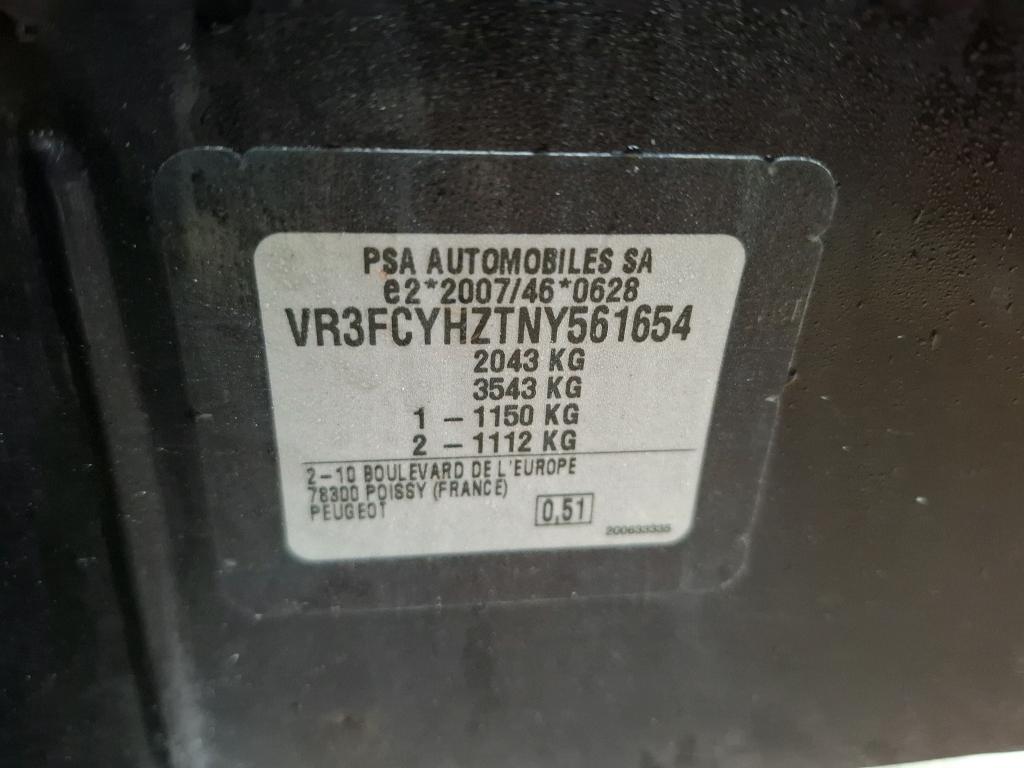 PSA AUTOMOBILES SA
e2*2007/46*0628
VR3FCYHZTNY561654
2043 KG
3543 KG
1 - 1150 KG
2 - 1112 KG
2-10 BOULEVARD DE L'EUROPE
78300 POISSY (FRANCE)
PEUGEOT
0,51
200633335